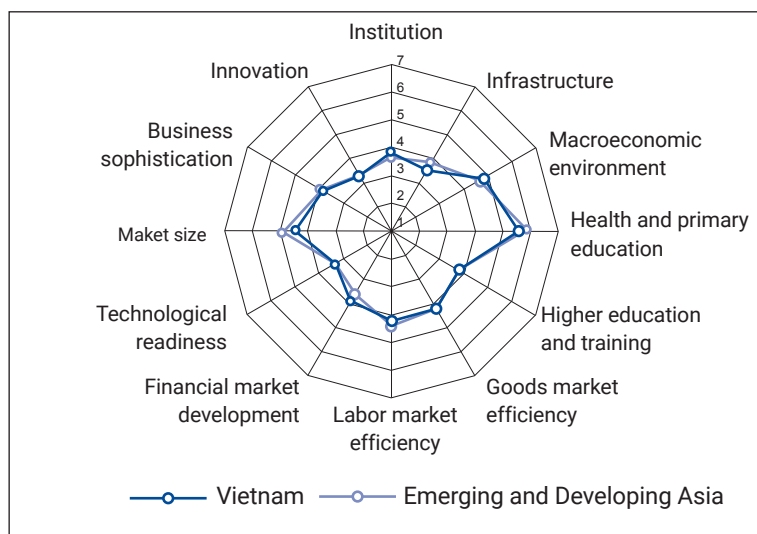 Institution
Innovation
Infrastructure
Business
sophistication
Macroeconomic
environment
Maket size
Health and primary
education
Technological
readiness
Higher education
and training
Financial market
development
Goods market
efficiency
Labor market
efficiency
7
6
5
4
3
2
1
Vietnam
Emerging and Developing Asia